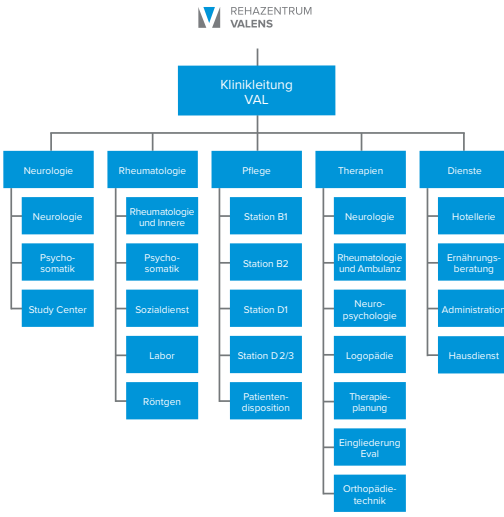 REHAZENTRUM
VALENS
Klinikleitung
VAL
Neurologie
Neurologie
Psycho-
somatik
Study Center
Rheumatologie
Rheumatologie
und Innere
Psycho-
somatik
Sozialdienst
Labor
Röntgen
Pflege
Station B1
Station B2
Station D1
Station D 2/3
Patienten-
disposition
Therapien
Neurologie
Rheumatologie
und Ambulanz
Neuro-
psychologie
Logopädie
Therapie-
planung
Eingliederung
Eval
Orthopädie-
technik
Dienste
Hotellerie
Ernährungs-
beratung
Administration
Hausdienst